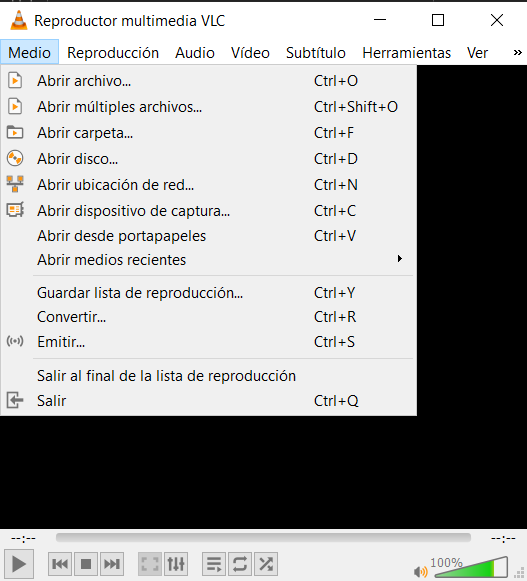 Reproductor multimedia VLC
Medio Reproducción Audio Vídeo Subtítulo Herramientas Ver »
Abrir archivo... Ctrl+O
Abrir múltiples archivos... Ctrl+Shift+O
Abrir carpeta... Ctrl+F
Abrir disco... Ctrl+D
Abrir ubicación de red... Ctrl+N
Abrir dispositivo de captura... Ctrl+C
Abrir desde portapapeles Ctrl+V
Abrir medios recientes
Guardar lista de reproducción... Ctrl+Y
Convertir... Ctrl+R
Emitir... Ctrl+S
Salir al final de la lista de reproducción
Salir Ctrl+Q
--:-- --:--
100%